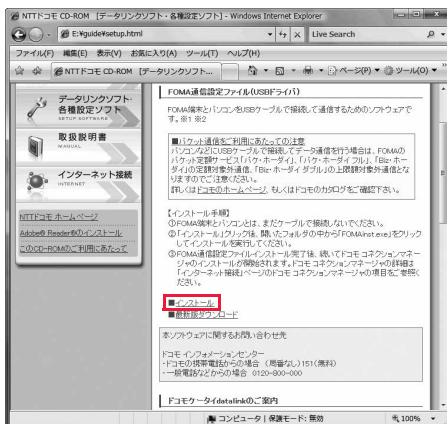 NTTドコモ CD-ROM [データリンクソフト・各種設定ソフト] - Windows Internet Explorer
E:¥guide¥setup.html
Live Search
ファイル(F) 編集(E) 表示(V) お気に入り(A) ツール(T) ヘルプ(H)
NTTドコモ CD-ROM [データリンクソフト...
ページ(P)
ツール(O)
データリンクソフト・
各種設定ソフト
SETUP SOFTWARE
取扱説明書
MANUAL
インターネット接続
INTERNET
NTTドコモ ホームページ
Adobe® Reader®のインストール
このCD-ROMのご利用にあたって
FOMA通信設定ファイル(USBドライバ)
FOMA端末とパソコンをUSBケーブルで接続して通信するためのソフトウェアで
す。※1 ※2
■パケット通信をご利用にあたっての注意
パソコンなどにUSBケーブルで接続してデータ通信を行う場合は、FOMAの
パケット定額サービス「パケ・ホーダイ」、「パケ・ホーダイフル」、「Biz・ホー
ダイ」の定額対象外通信、「Biz・ホーダイ ダブル」の上限額対象外通信とな
りますのでご注意ください。
詳しくはドコモのホームページ、もしくはドコモのカタログをご確認下さい。
【インストール手順】
①FOMA端末とパソコンとは、まだケーブルで接続しないでください。
②「インストール」クリック後、開いたフォルダの中から「FOMAinst.exe」をクリック
してインストールを実行してください。
③FOMA通信設定ファイルインストール完了後、続いてドコモ コネクションマネー
ジャのインストールが開始されます。ドコモ コネクションマネージャの詳細は
「インターネット接続」ページのドコモ コネクションマネージャの項目をご参照く
ださい。
■インストール
■最新版ダウンロード
本ソフトウェアに関するお問い合わせ先
ドコモ インフォメーションセンター
・ドコモの携帯電話からの場合 (局番なし)151(無料)
・一般電話などからの場合 0120-800-000
ドコモケータイdatalinkのご案内
コンピュータ | 保護モード: 無効
100%